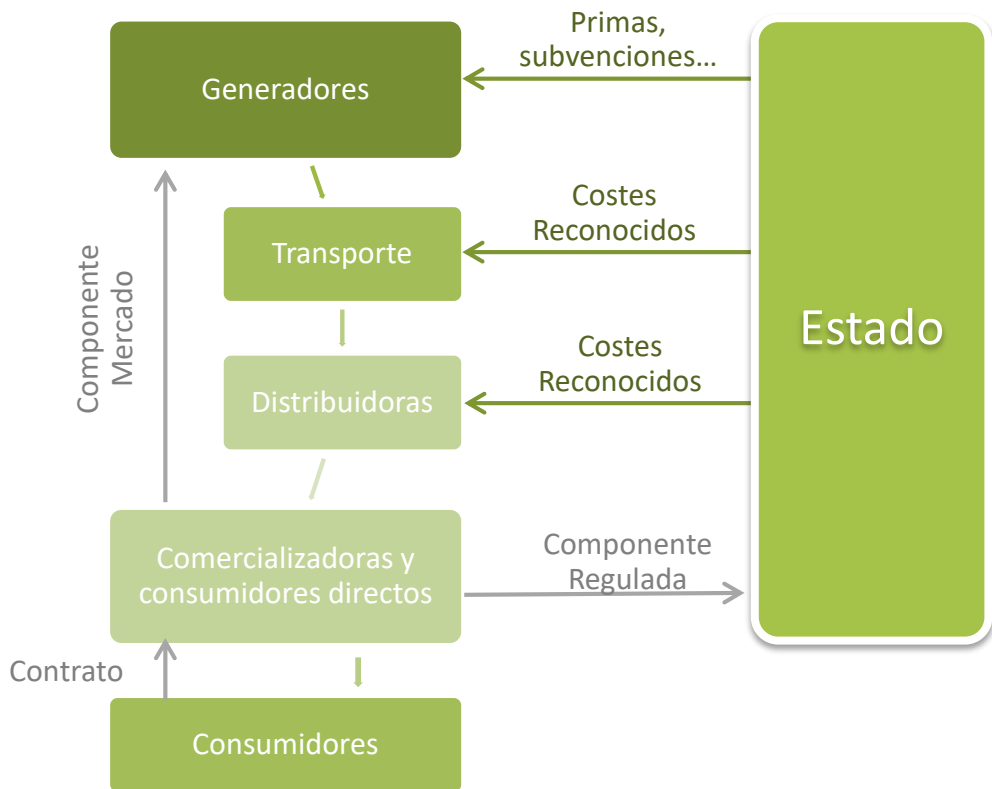 Primas,
subvenciones…
Generadores
Costes
Reconocidos
Transporte
Componente
Mercado
Estado
Costes
Reconocidos
Distribuidoras
Comercializadoras y
consumidores directos
Componente
Regulada
Contrato
Consumidores